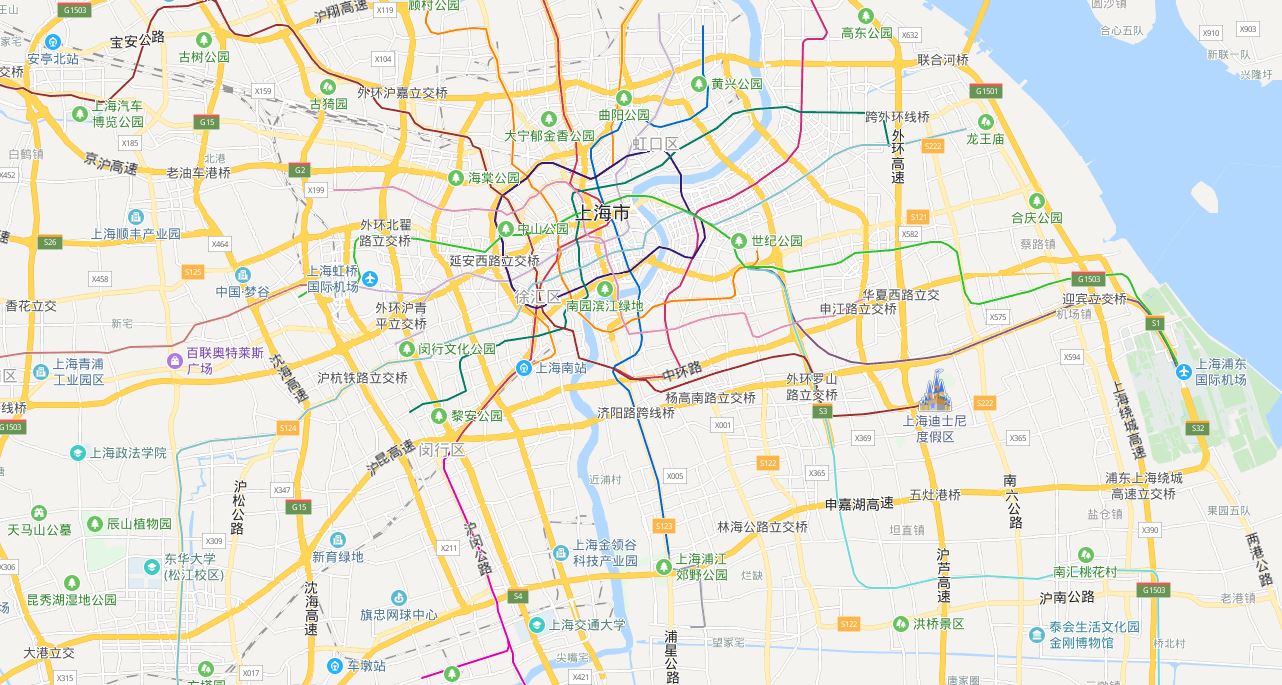 G1503
王山
沪翔高速
X119
顾村公园
高东公园
圆沙镇
合心五队
X910
X903
X632
新联一队
兴隆圩
宝安公路
安亭北站
古树公园
X104
联合河桥
外环沪嘉立交桥
X159
古猗园
黄兴公园
曲阳公园
G1501
上海汽车
博览公园
G15
大宁郁金香公园
跨外环线桥
龙王庙
X185
虹口区
外环高速
S222
白鹤镇
京沪高速
北港
老油车港桥
G2
海棠公园
X452
X199
上海顺丰产业园
外环北翟
路立交桥
中山公园
上海市
S121
合庆公园
X582
蔡路镇
S26
X464
世纪公园
延安西路立交桥
X458
S125
中国·梦谷
上海虹桥
国际机场
徐汇区
南园滨江绿地
G1503
迎宾立交桥
机场镇
华夏西路立交
申江路立交桥
香花立交
新宅
外环沪青
平立交桥
X575
S1
闵行文化公园
百联奥特莱斯
广场
上海青浦
工业园区
沈海高速
沪杭铁路立交桥
上海南站
中环路
X594
上海浦东
国际机场
外环罗山
路立交桥
杨高南路立交桥
S3
上海迪士尼
度假区
S222
上海绕城高速
G1503
S124
黎安公园
济阳路跨线桥
X001
S32
闵行区
沪昆高速
X369
X365
上海政法学院
近浦村
X005
S122
X365
浦东上海绕城
高速立交桥
沪松公路
X347
G15
五灶港桥
申嘉湖高速
南六公路
天马山公墓
辰山植物园
S123
林海公路立交桥
坦直镇
盐仓镇
果园五队
X390
X309
沪闵公路
X211
上海金领谷
科技产业园
上海浦江
郊野公园
烂缺
新育绿地
东华大学
(松江校区)
沪芦高速
南汇桃花村
两港公路
X306
昆秀湖湿地公园
沈海高速
旗忠网球中心
S4
沪南公路
G1503
老港镇
上海交通大学
S122
洪桥景区
泰会生活文化园
金刚博物馆
浦星公路
望家宅
桥北村
大港立交
尖嘴宅
车墩站
X315
X017
X421
唐家圈